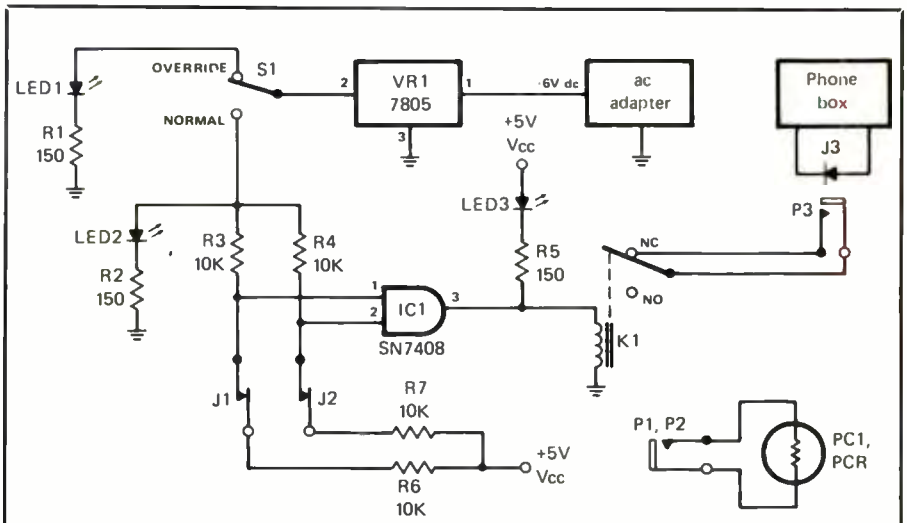 OVERRIDE
S1
LED1
NORMAL
R1
150
2
VR1
7805
1
3
6V dc
ac
adapter
Phone
box
J3
P3
+5V
Vcc
LED3
R5
150
LED2
R2
150
R3
10K
R4
10K
1
2
IC1
3
SN7408
NC
NO
K1
J1
J2
R7
10K
R6
10K
+5V
Vcc
P1, P2
PC1,
PCR